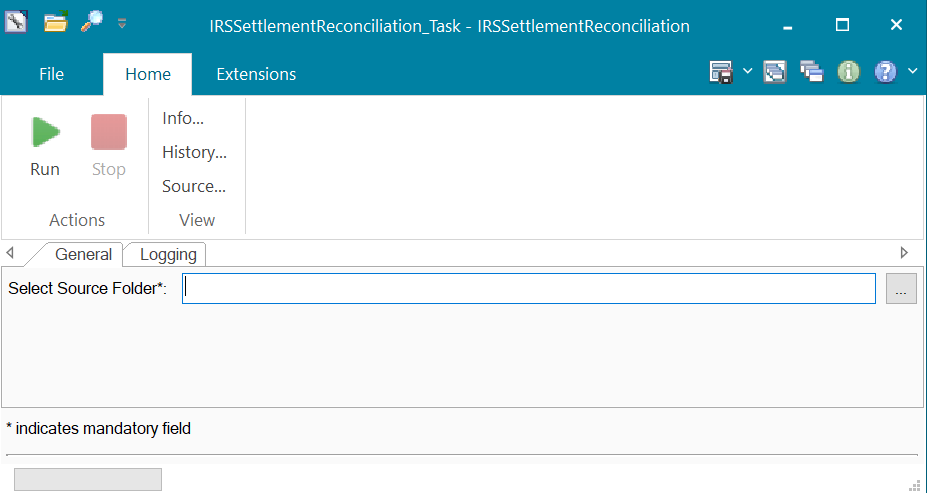 IRSSettlementReconciliation_Task - IRSSettlementReconciliation
File Home Extensions
Run Stop
Info...
History...
Source...
Actions View
General Logging
Select Source Folder*: ...
* indicates mandatory field